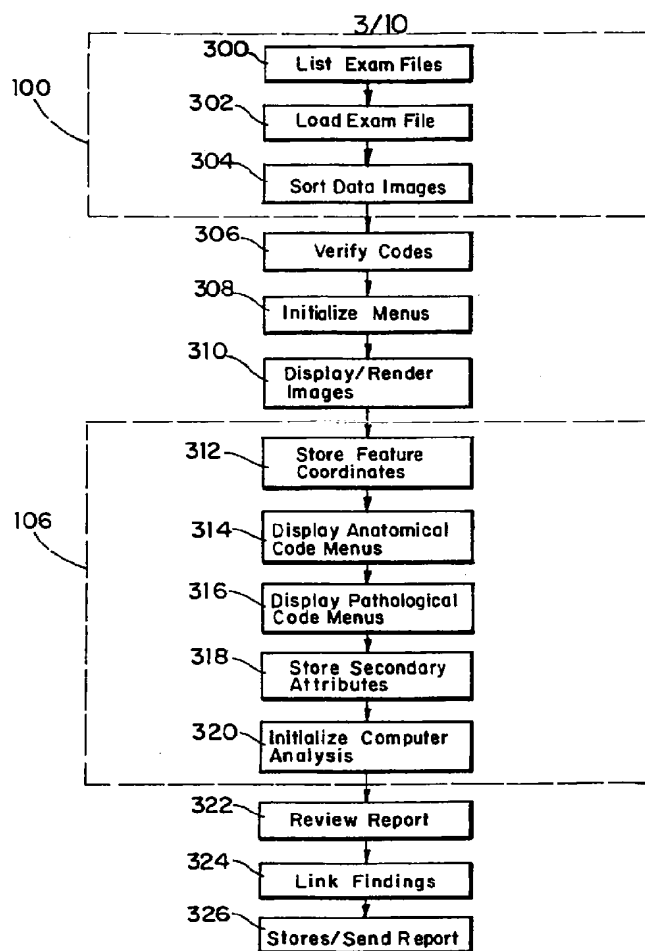 3/10
300
List Exam Files
100
302
Load Exam File
304
Sort Data Images
306
Verify Codes
308
Initialize Menus
310
Display/Render
Images
312
Store Feature
Coordinates
106
314
Display Anatomical
Code Menus
316
Display Pathological
Code Menus
318
Store Secondary
Attributes
320
Initialize Computer
Analysis
322
Review Report
324
Link Findings
326
Stores/Send Report